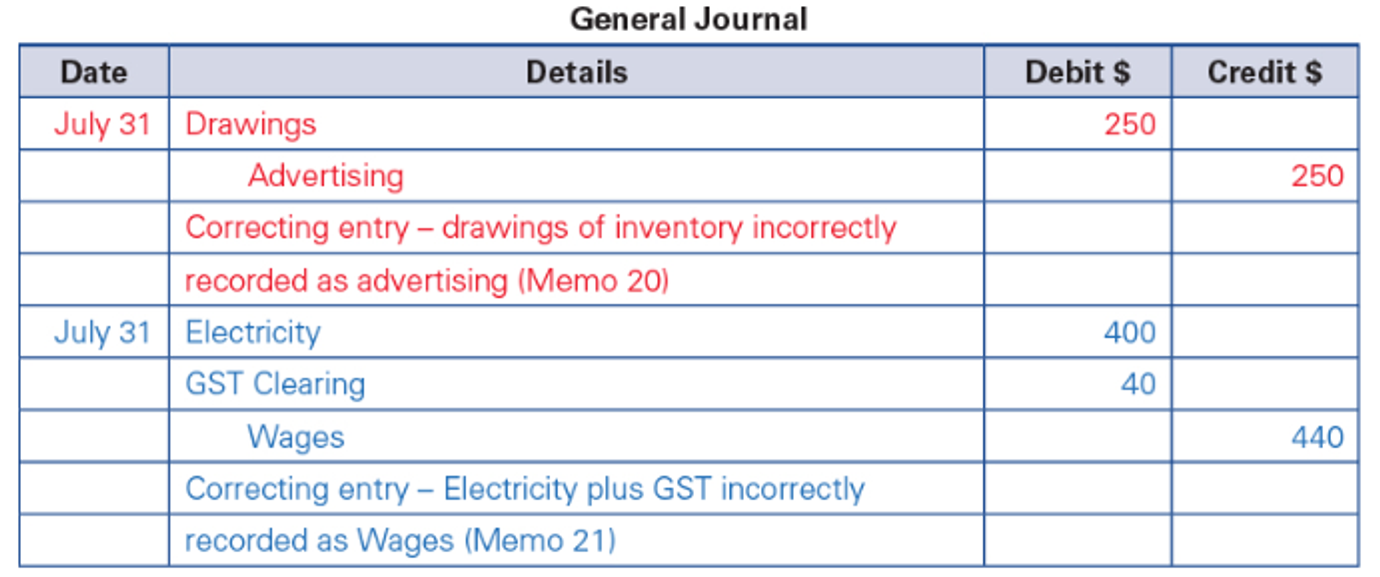 General Journal
Date Details Debit $ Credit $
July 31 Drawings 250
Advertising 250
Correcting entry – drawings of inventory incorrectly
recorded as advertising (Memo 20)
July 31 Electricity 400
GST Clearing 40
Wages 440
Correcting entry – Electricity plus GST incorrectly
recorded as Wages (Memo 21)